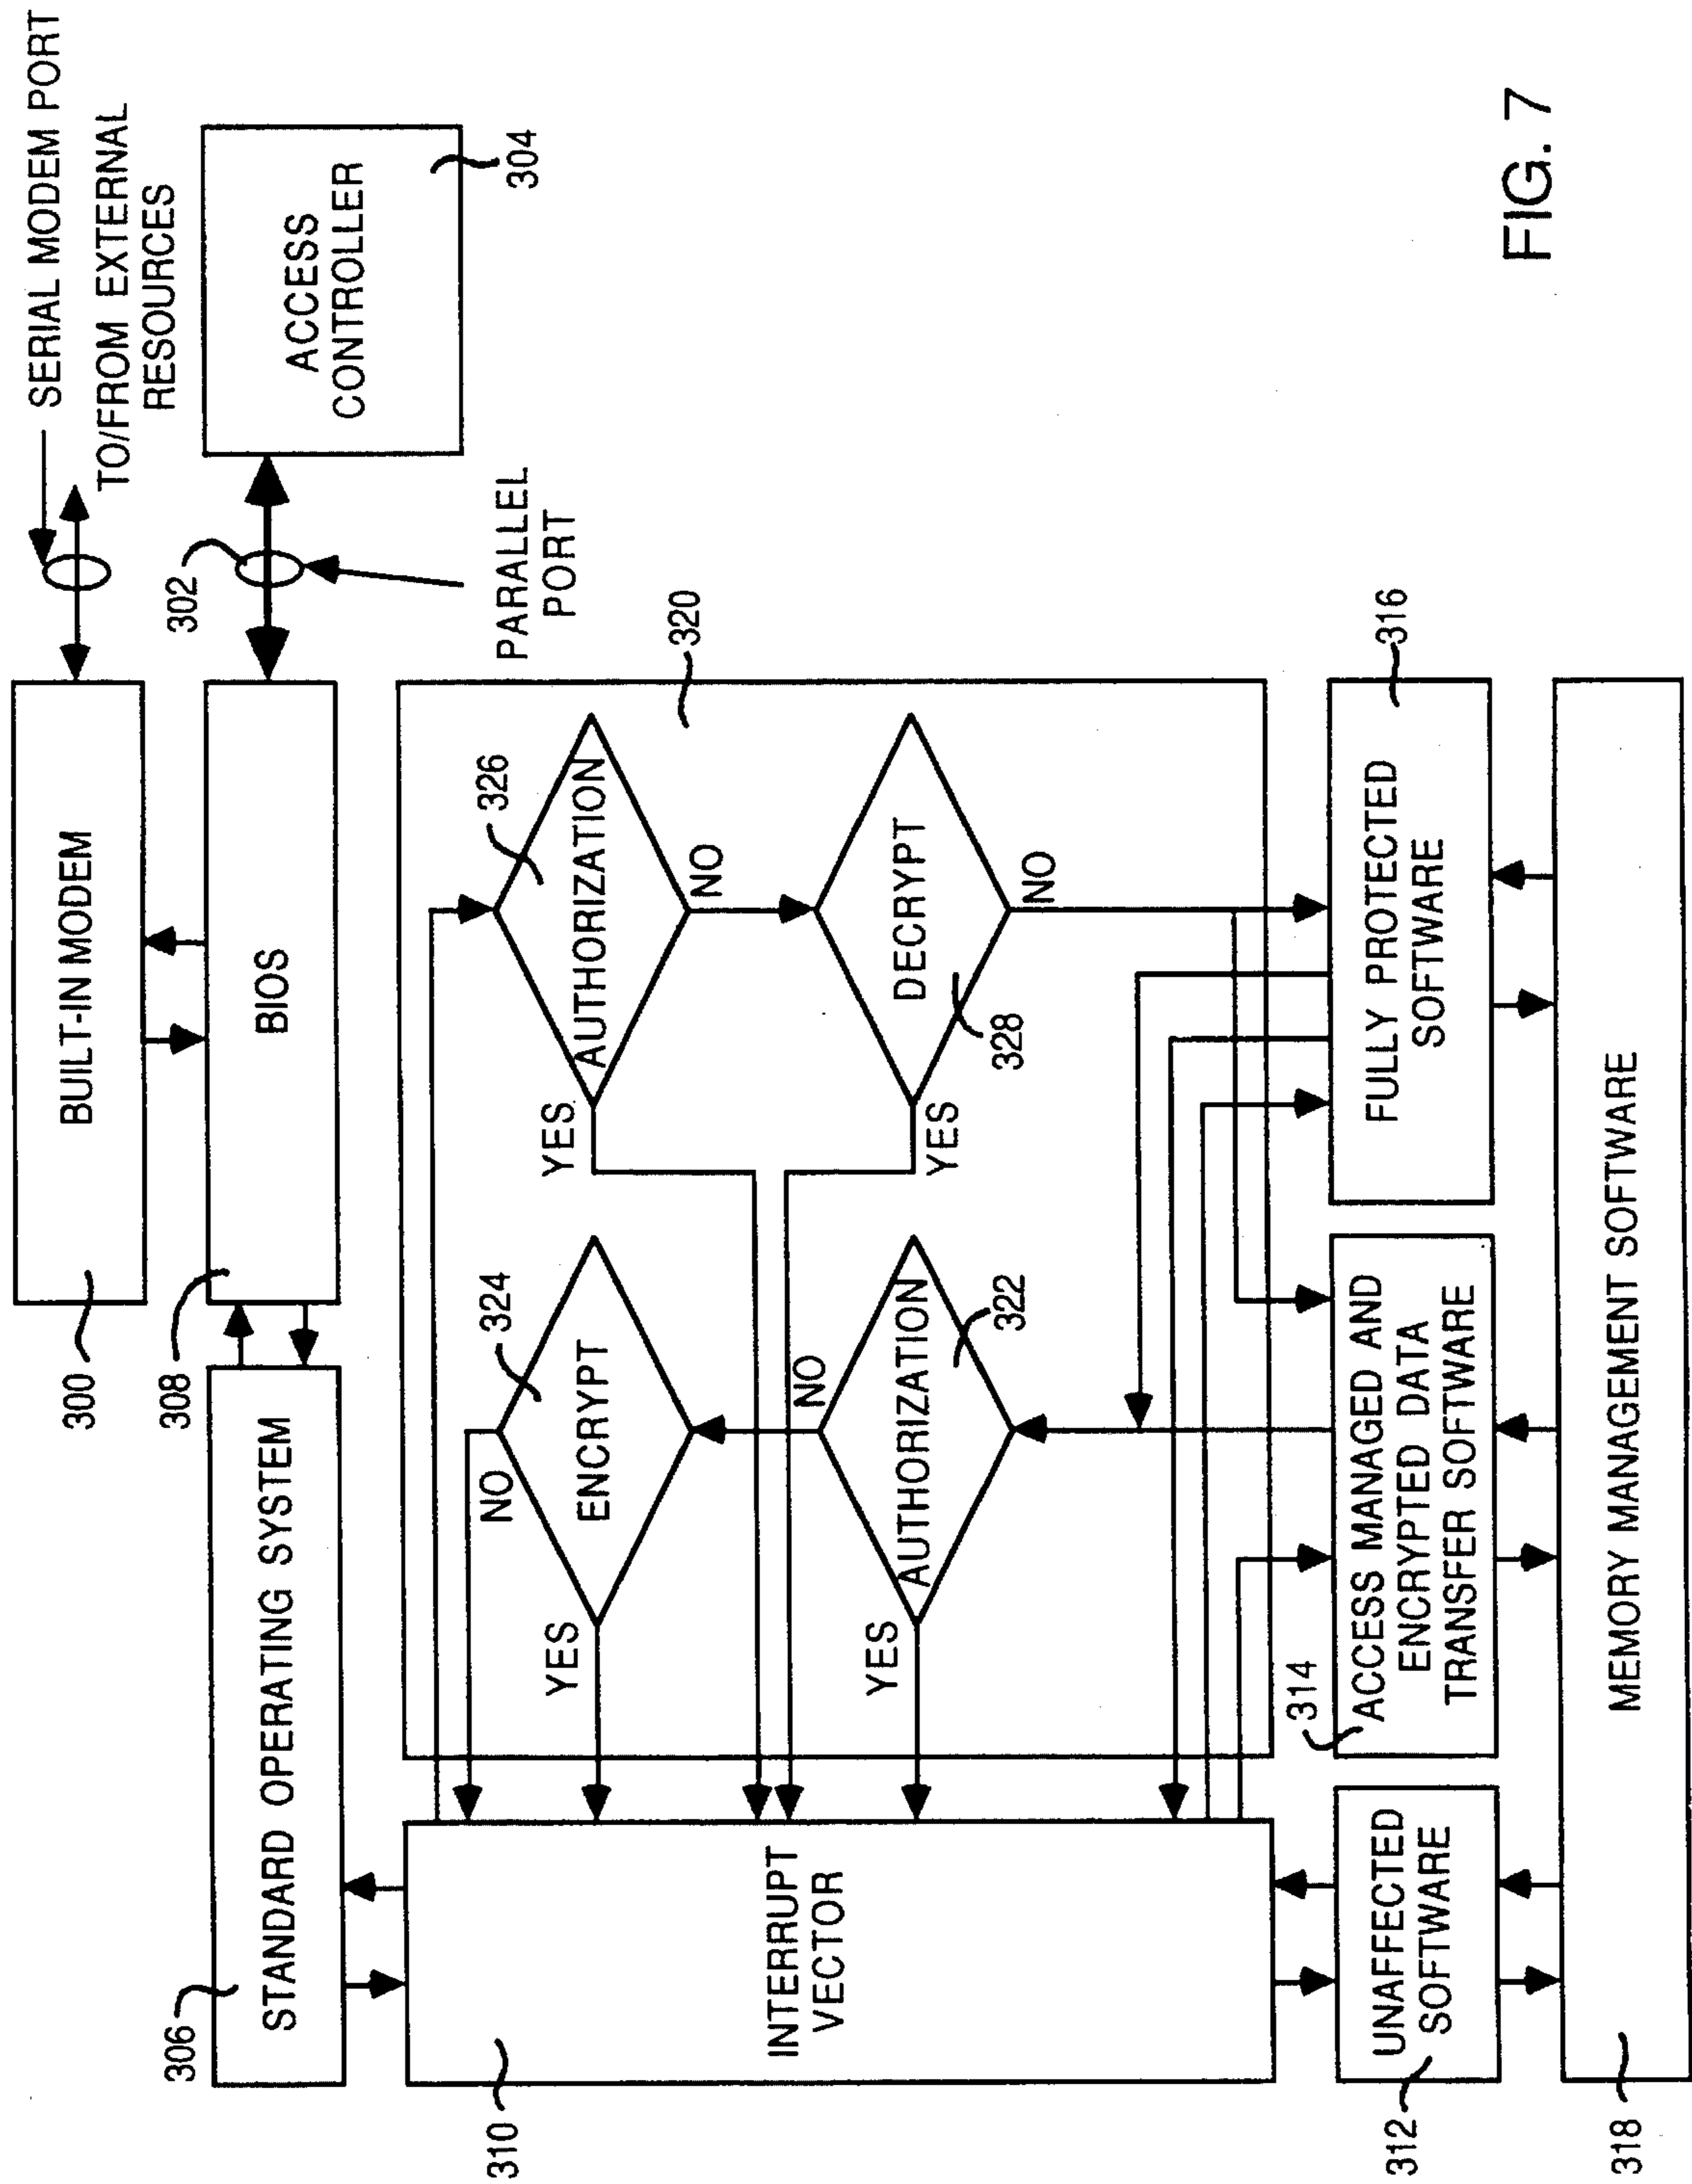 SERIAL MODEM PORT
TO/FROM EXTERNAL
RESOURCES
300
BUILT-IN MODEM
306
STANDARD OPERATING SYSTEM
308
BIOS
302
ACCESS
CONTROLLER
304
PARALLEL
PORT
310
INTERRUPT
VECTOR
320
NO
324
ENCRYPT
YES
326
AUTHORIZATION
YES
NO
NO
322
AUTHORIZATION
YES
DECRYPT
328
YES
NO
312
UNAFFECTED
SOFTWARE
314
ACCESS MANAGED AND
ENCRYPTED DATA
TRANSFER SOFTWARE
316
FULLY PROTECTED
SOFTWARE
318
MEMORY MANAGEMENT SOFTWARE
FIG. 7